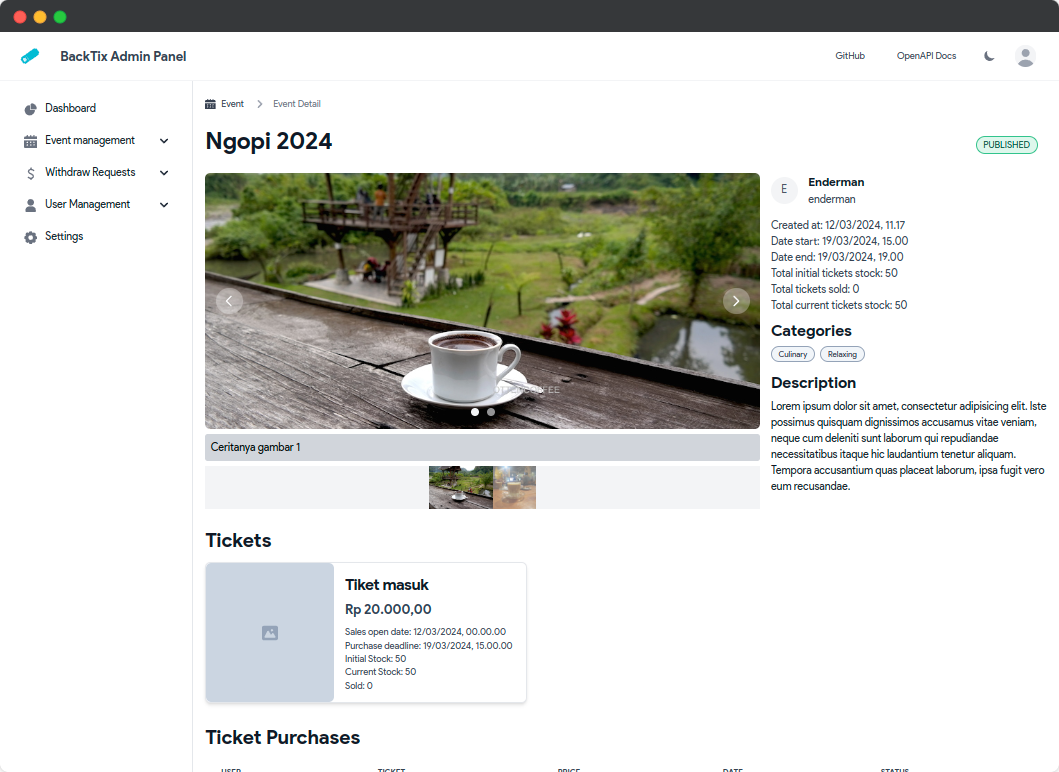 BackTix Admin Panel
GitHub
OpenAPI Docs
Dashboard
Event management
Withdraw Requests
User Management
Settings
Event
Event Detail
Ngopi 2024
PUBLISHED
E
Enderman
enderman
Created at: 12/03/2024, 11.17
Date start: 19/03/2024, 15.00
Date end: 19/03/2024, 19.00
Total initial tickets stock: 50
Total tickets sold: 0
Total current tickets stock: 50
Categories
Culinary
Relaxing
Description
Lorem ipsum dolor sit amet, consectetur adipisicing elit. Iste
possimus quisquam dignissimos accusamus vitae veniam,
neque cum deleniti sunt laborum qui repudiandae
necessitatibus itaque hic laudantium tenetur aliquam.
Tempora accusantium quas placeat laborum, ipsa fugit vero
eum recusandae.
Ceritanya gambar 1
Tickets
Tiket masuk
Rp 20.000,00
Sales open date: 12/03/2024, 00.00.00
Purchase deadline: 19/03/2024, 15.00.00
Initial Stock: 50
Current Stock: 50
Sold: 0
Ticket Purchases
USER
TICKET
PRICE
DATE
STATUS